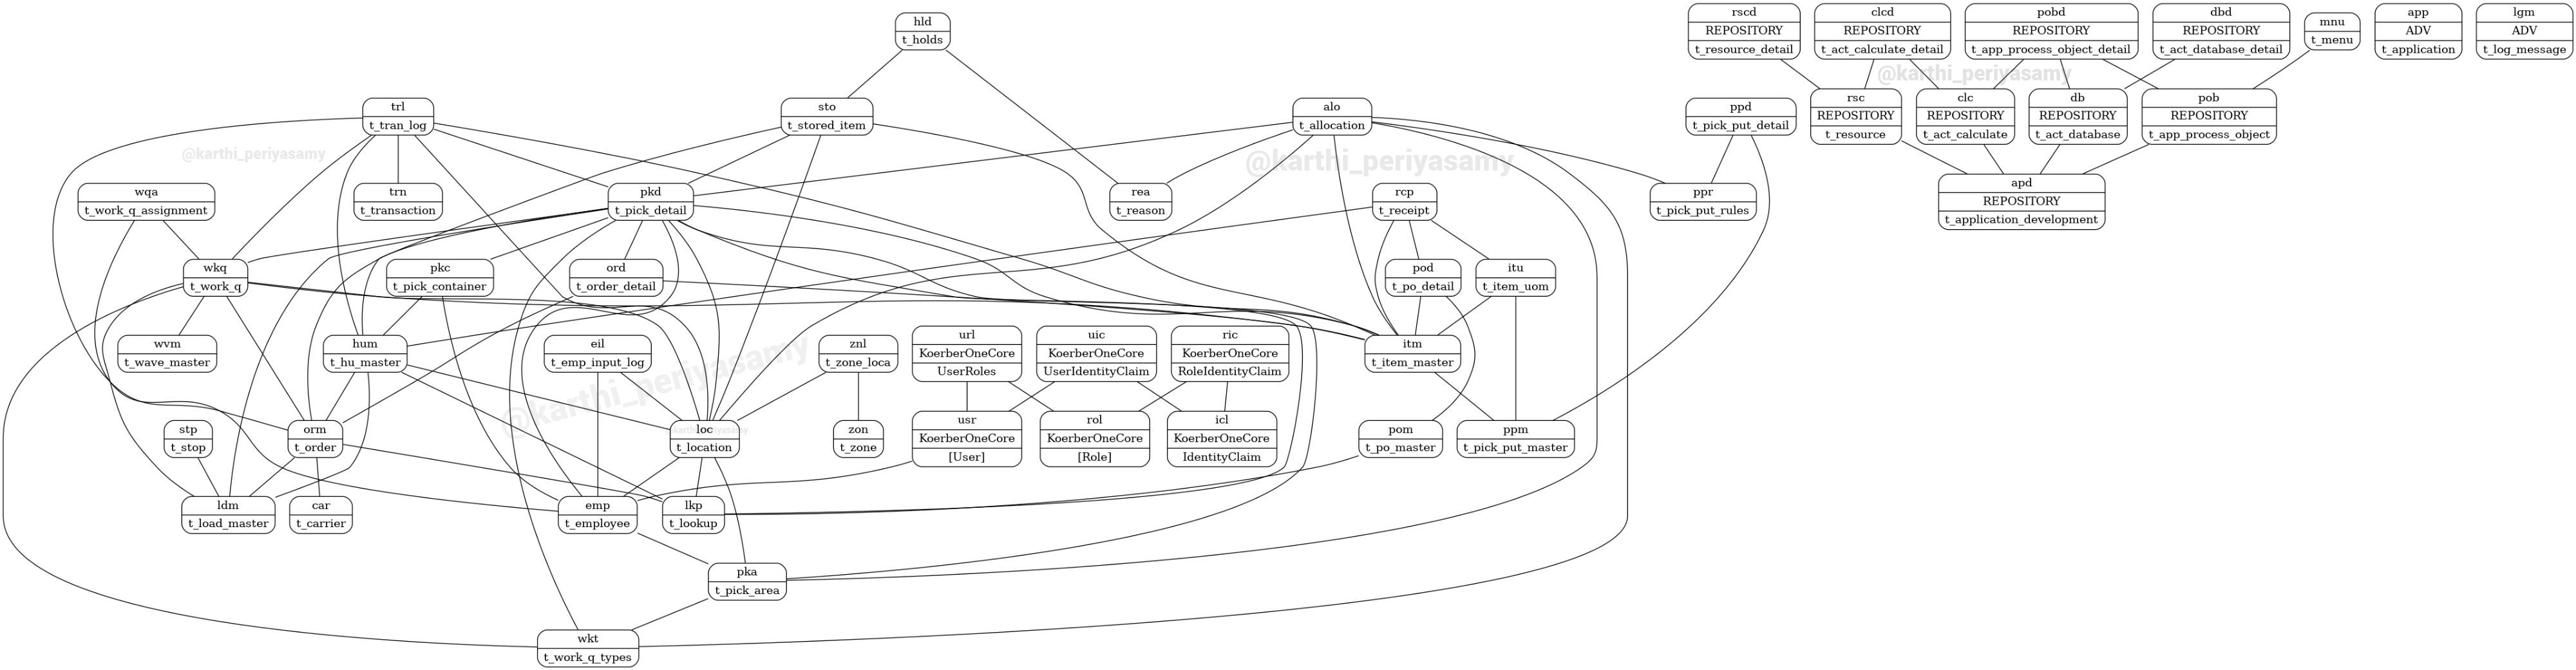 hld
t_holds
rscd
REPOSITORY
t_resource_detail
clcd
REPOSITORY
t_act_calculate_detail
pobd
REPOSITORY
t_app_process_object_detail
dbd
REPOSITORY
t_act_database_detail
mnu
t_menu
app
ADV
t_application
lgm
ADV
t_log_message
@karthi_periyasamy
trl
t_tran_log
sto
t_stored_item
alo
t_allocation
ppd
t_pick_put_detail
rsc
REPOSITORY
t_resource
clc
REPOSITORY
t_act_calculate
db
REPOSITORY
t_act_database
pob
REPOSITORY
t_app_process_object
@karthi_periyasamy
@karthi_periyasamy
wqa
t_work_q_assignment
trn
t_transaction
pkd
t_pick_detail
rea
t_reason
rcp
t_receipt
ppr
t_pick_put_rules
apd
REPOSITORY
t_application_development
wkq
t_work_q
pkc
t_pick_container
ord
t_order_detail
pod
t_po_detail
itu
t_item_uom
wvm
t_wave_master
hum
t_hu_master
eil
t_emp_input_log
znl
t_zone_loca
url
KoerberOneCore
UserRoles
uic
KoerberOneCore
UserIdentityClaim
ric
KoerberOneCore
RoleIdentityClaim
itm
t_item_master
@karthi_periyasamy
stp
t_stop
orm
t_order
loc
t_location
@karthi_periyasamy
zon
t_zone
usr
KoerberOneCore
[User]
rol
KoerberOneCore
[Role]
icl
KoerberOneCore
IdentityClaim
pom
t_po_master
ppm
t_pick_put_master
ldm
t_load_master
car
t_carrier
emp
t_employee
lkp
t_lookup
pka
t_pick_area
wkt
t_work_q_types